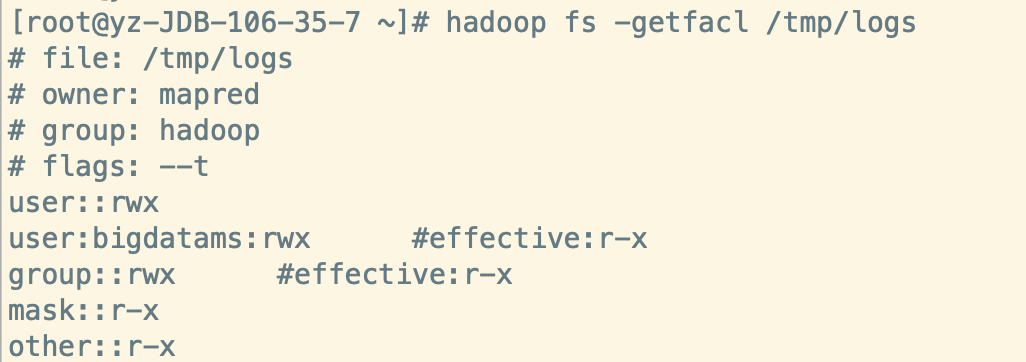 [root@yz-JDB-106-35-7 ~]# hadoop fs -getfacl /tmp/logs
# file: /tmp/logs
# owner: mapred
# group: hadoop
# flags: --t
user::rwx
user:bigdatams:rwx      #effective:r-x
group::rwx      #effective:r-x
mask::r-x
other::r-x